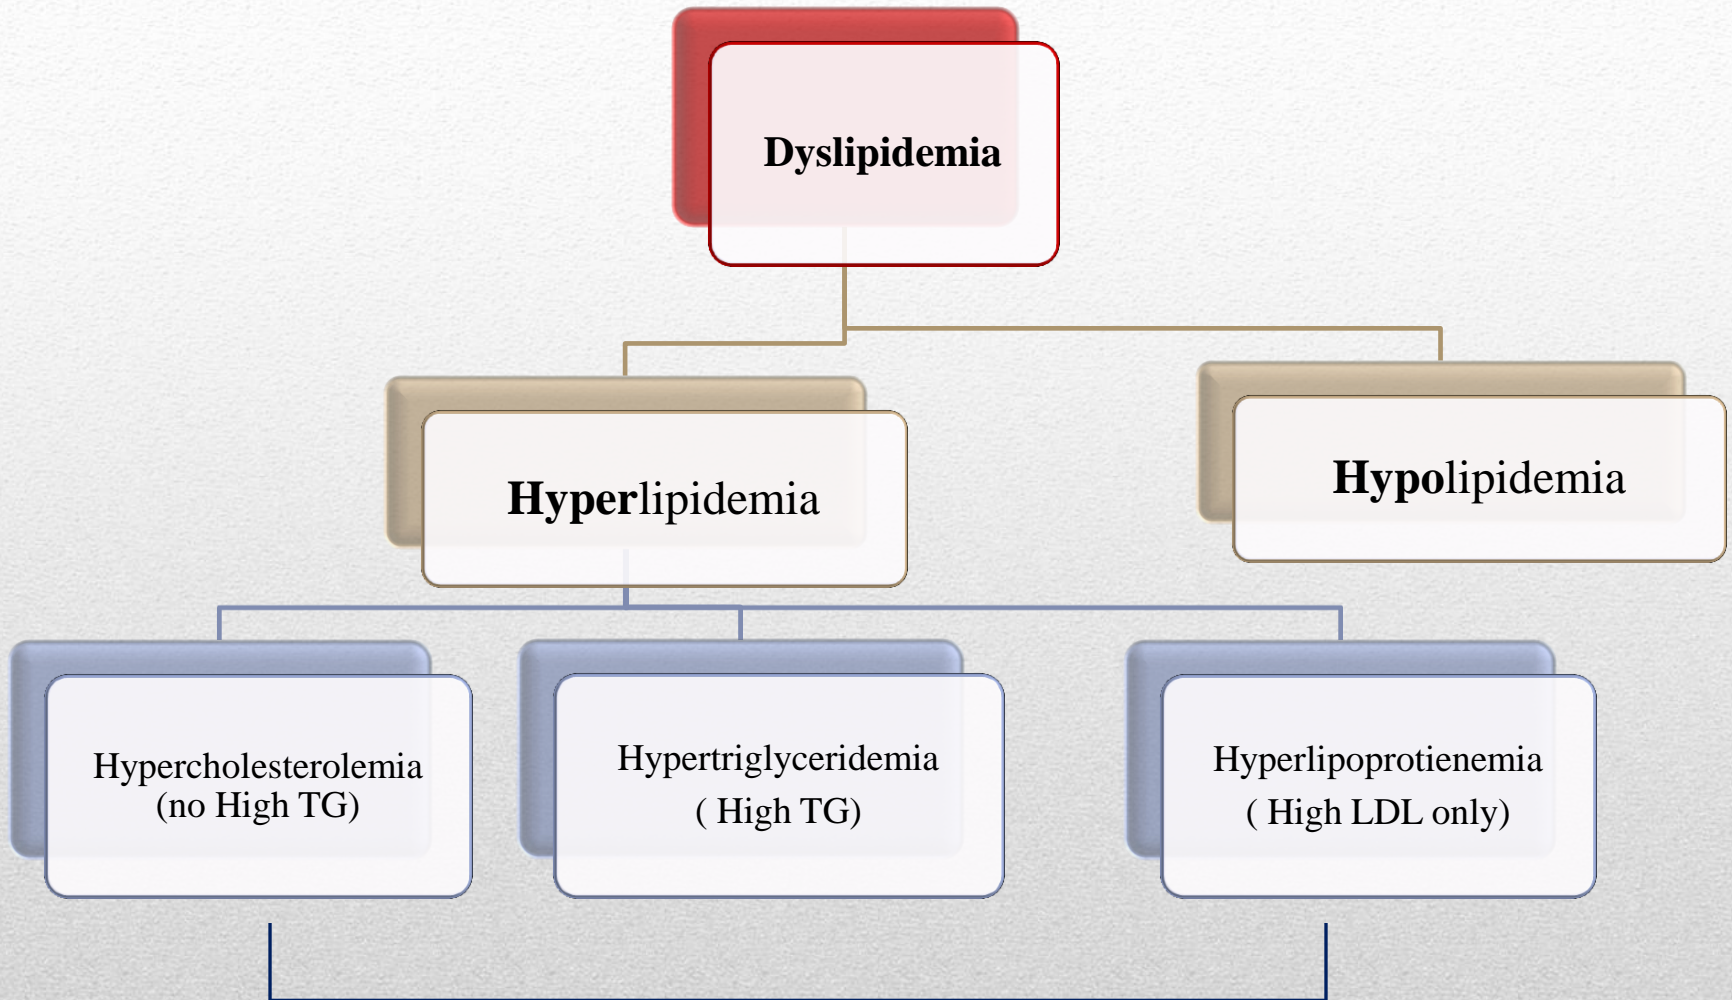 Dyslipidemia
Hyperlipidemia
Hypolipidemia
Hypercholesterolemia
(no High TG)
Hypertriglyceridemia
( High TG)
Hyperlipoprotienemia
( High LDL only)